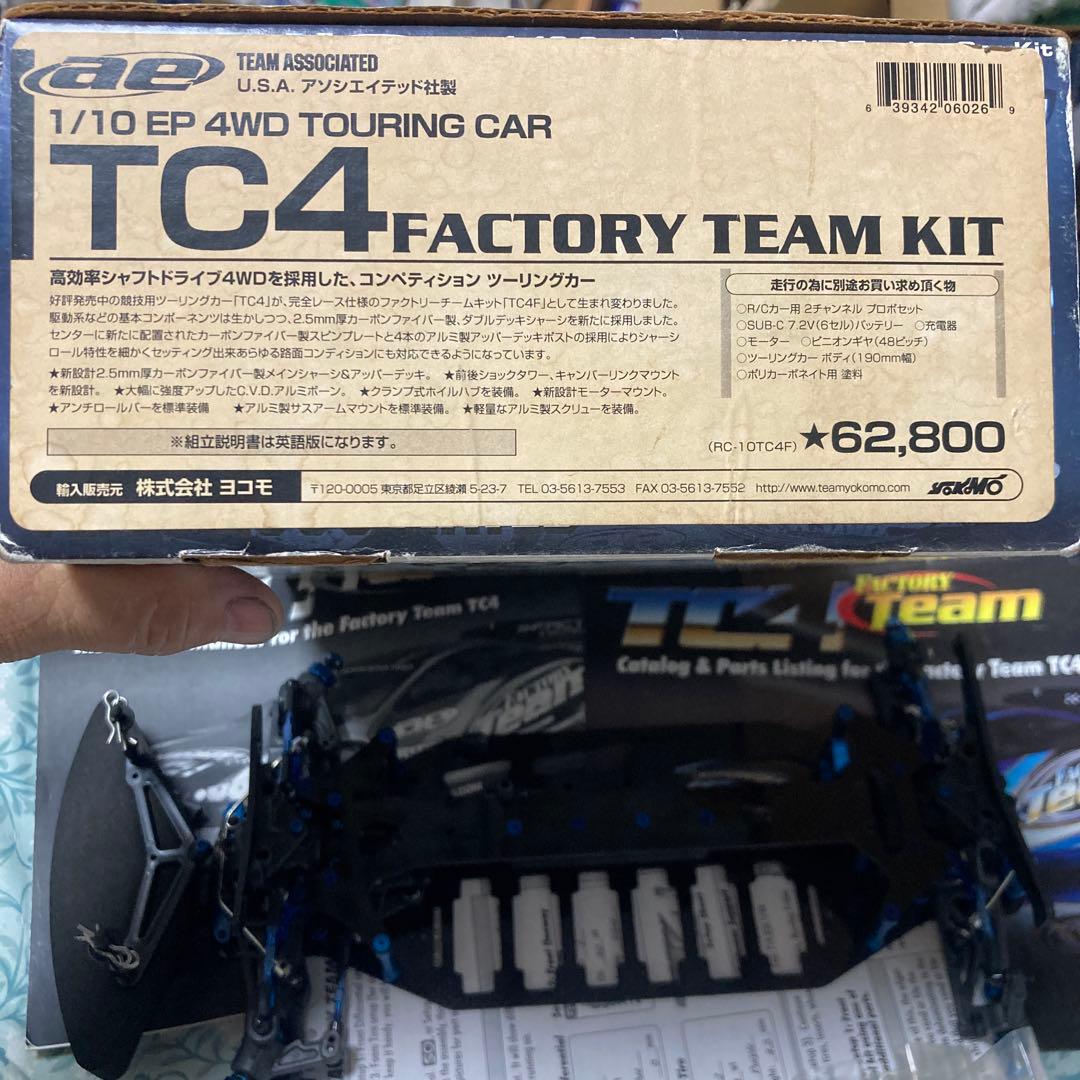 Kit
ae TEAM ASSOCIATED
U.S.A. アソシエイテッド社製
6 39342 06026 9
1/10 EP 4WD TOURING CAR
TC4 FACTORY TEAM KIT
高効率シャフトドライブ4WDを採用した、コンペティション ツーリングカー
好評発売中の競技用ツーリングカー「TC4」が、完全レース仕様のファクトリーチームキット「TC4F」として生まれ変わりました。
駆動系などの基本コンポーネンツは生かしつつ、2.5mm厚カーボンファイバー製、ダブルデッキシャーシを新たに採用しました。
センターに新たに配置されたカーボンファイバー製スピンプレートと4本のアルミ製アッパーデッキポストの採用によりシャーシ
ロール特性を細かくセッティング出来あらゆる路面コンディションにも対応できるようになっています。
★新設計2.5mm厚カーボンファイバー製メインシャーシ&アッパーデッキ。 ★前後ショックタワー、キャンバーリンクマウント
を新設計。 ★大幅に強度アップしたC.V.D.アルミボーン。 ★クランプ式ホイルハブを装備。 ★新設計モーターマウント。
★アンチロールバーを標準装備 ★アルミ製サスアームマウントを標準装備。 ★軽量なアルミ製スクリューを装備。
※組立説明書は英語版になります。
走行の為に別途お買い求め頂く物
○R/Cカー用 2チャンネル プロポセット
○SUB-C 7.2V(6セル)バッテリー ○充電器
○モーター ○ピニオンギヤ(48ピッチ)
○ツーリングカー ボディ(190mm幅)
○ポリカーボネイト用 塗料
(RC-10TC4F) ★62,800
輸入販売元 株式会社 ヨコモ 〒120-0005 東京都足立区綾瀬 5-23-7 TEL 03-5613-7553 FAX 03-5613-7552 http://www.teamyokomo.com YOKOMO
for the Factory Team TC4
TC4 FACTORY Team
Catalog & Parts Listing for Factory Team TC4